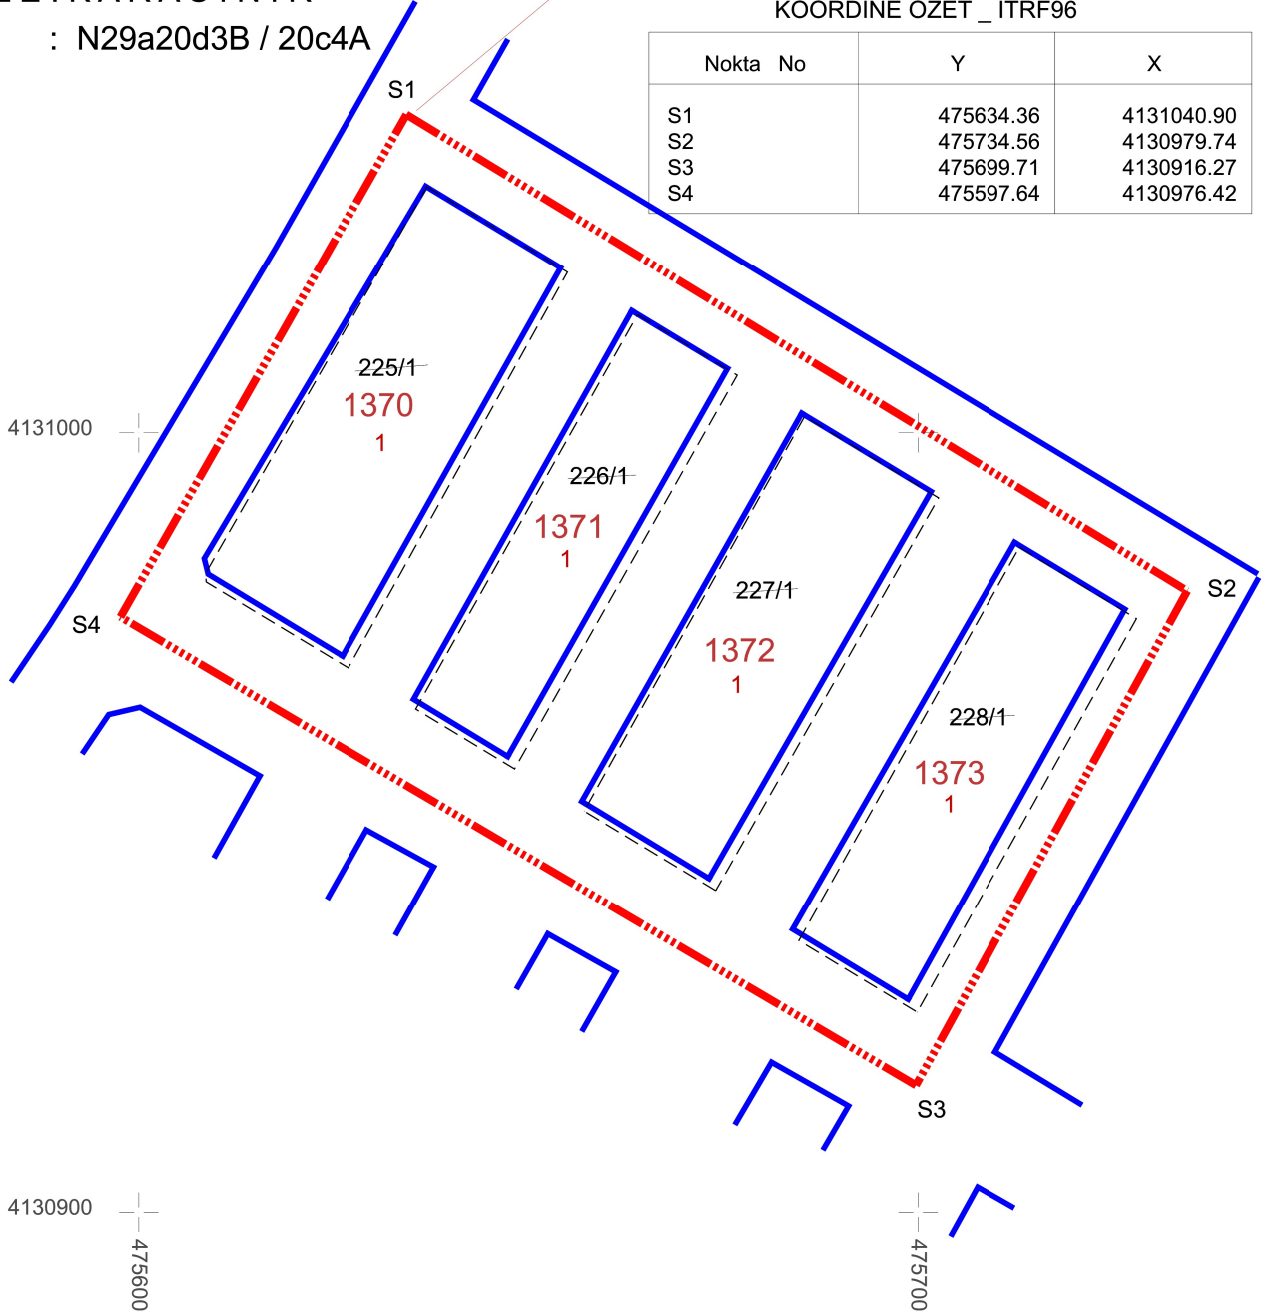 : N29a20d3B / 20c4A
KOORDİNE ÖZET _ ITRF96
Nokta No Y X
S1 475634.36 4131040.90
S2 475734.56 4130979.74
S3 475699.71 4130916.27
S4 475597.64 4130976.42
S1
225/1
1370
1
4131000
226/1
1371
1
227/1
1372
1
S2
S4
228/1
1373
1
S3
4130900
475600
475700